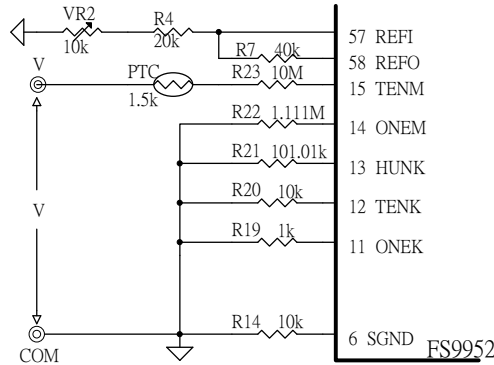 VR2
10k
R4
20k
57 REFI
R7 40k
58 REFO
V
PTC
1.5k
R23 10M
15 TENM
R22 1.111M
14 ONEM
R21 101.01k
13 HUNK
V
R20 10k
12 TENK
R19 1k
11 ONEK
R14 10k
6 SGND
FS9952
COM